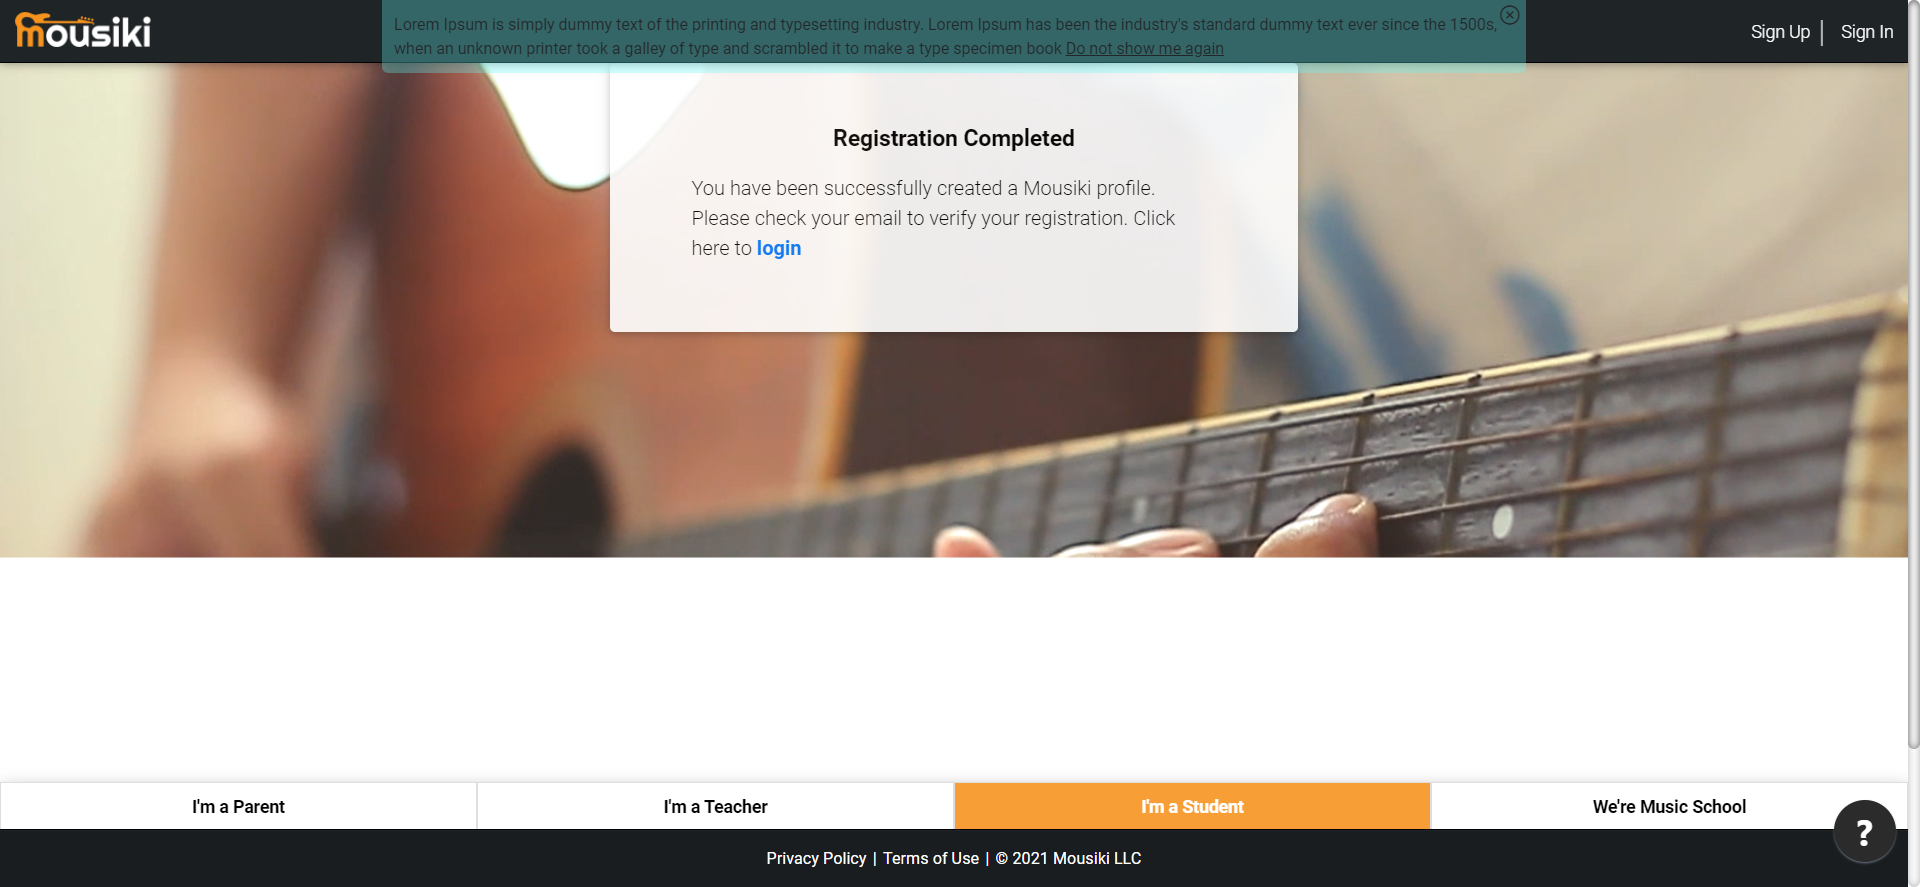 mousiki
Lorem Ipsum is simply dummy text of the printing and typesetting industry. Lorem Ipsum has been the industry's standard dummy text ever since the 1500s,
when an unknown printer took a galley of type and scrambled it to make a type specimen book Do not show me again
Sign Up | Sign In
Registration Completed
You have been successfully created a Mousiki profile.
Please check your email to verify your registration. Click
here to login
I'm a Parent
I'm a Teacher
I'm a Student
We're Music School
?
Privacy Policy | Terms of Use | © 2021 Mousiki LLC